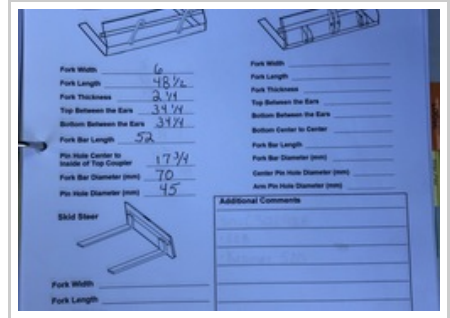 Fork Width 6
Fork Length 48 1/2
Fork Thickness 2 1/4
Top Between the Ears 34 1/4
Bottom Between the Ears 34 1/4
Fork Bar Length 52
Pin Hole Center to
Inside of Top Coupler 17 3/4
Fork Bar Diameter (mm) 70
Pin Hole Diameter (mm) 45
Skid Steer
Fork Width
Fork Length
Fork Width
Fork Length
Fork Thickness
Top Between the Ears
Bottom Between the Ears
Bottom Center to Center
Fork Bar Length
Fork Bar Diameter (mm)
Center Pin Hole Diameter (mm)
Arm Pin Hole Diameter (mm)
Additional Comments